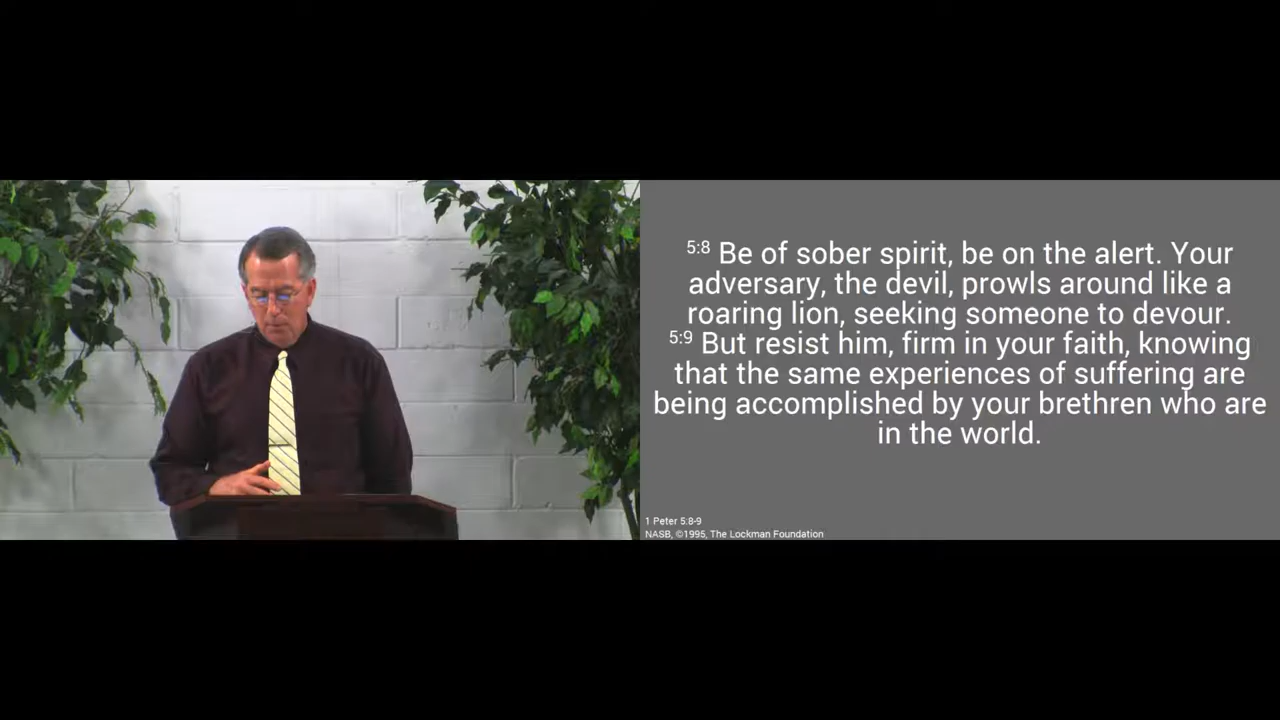 5:8 Be of sober spirit, be on the alert. Your
adversary, the devil, prowls around like a
roaring lion, seeking someone to devour.
5:9 But resist him, firm in your faith, knowing
that the same experiences of suffering are
being accomplished by your brethren who are
in the world.
1 Peter 5:8-9
NASB, ©1995, The Lockman Foundation